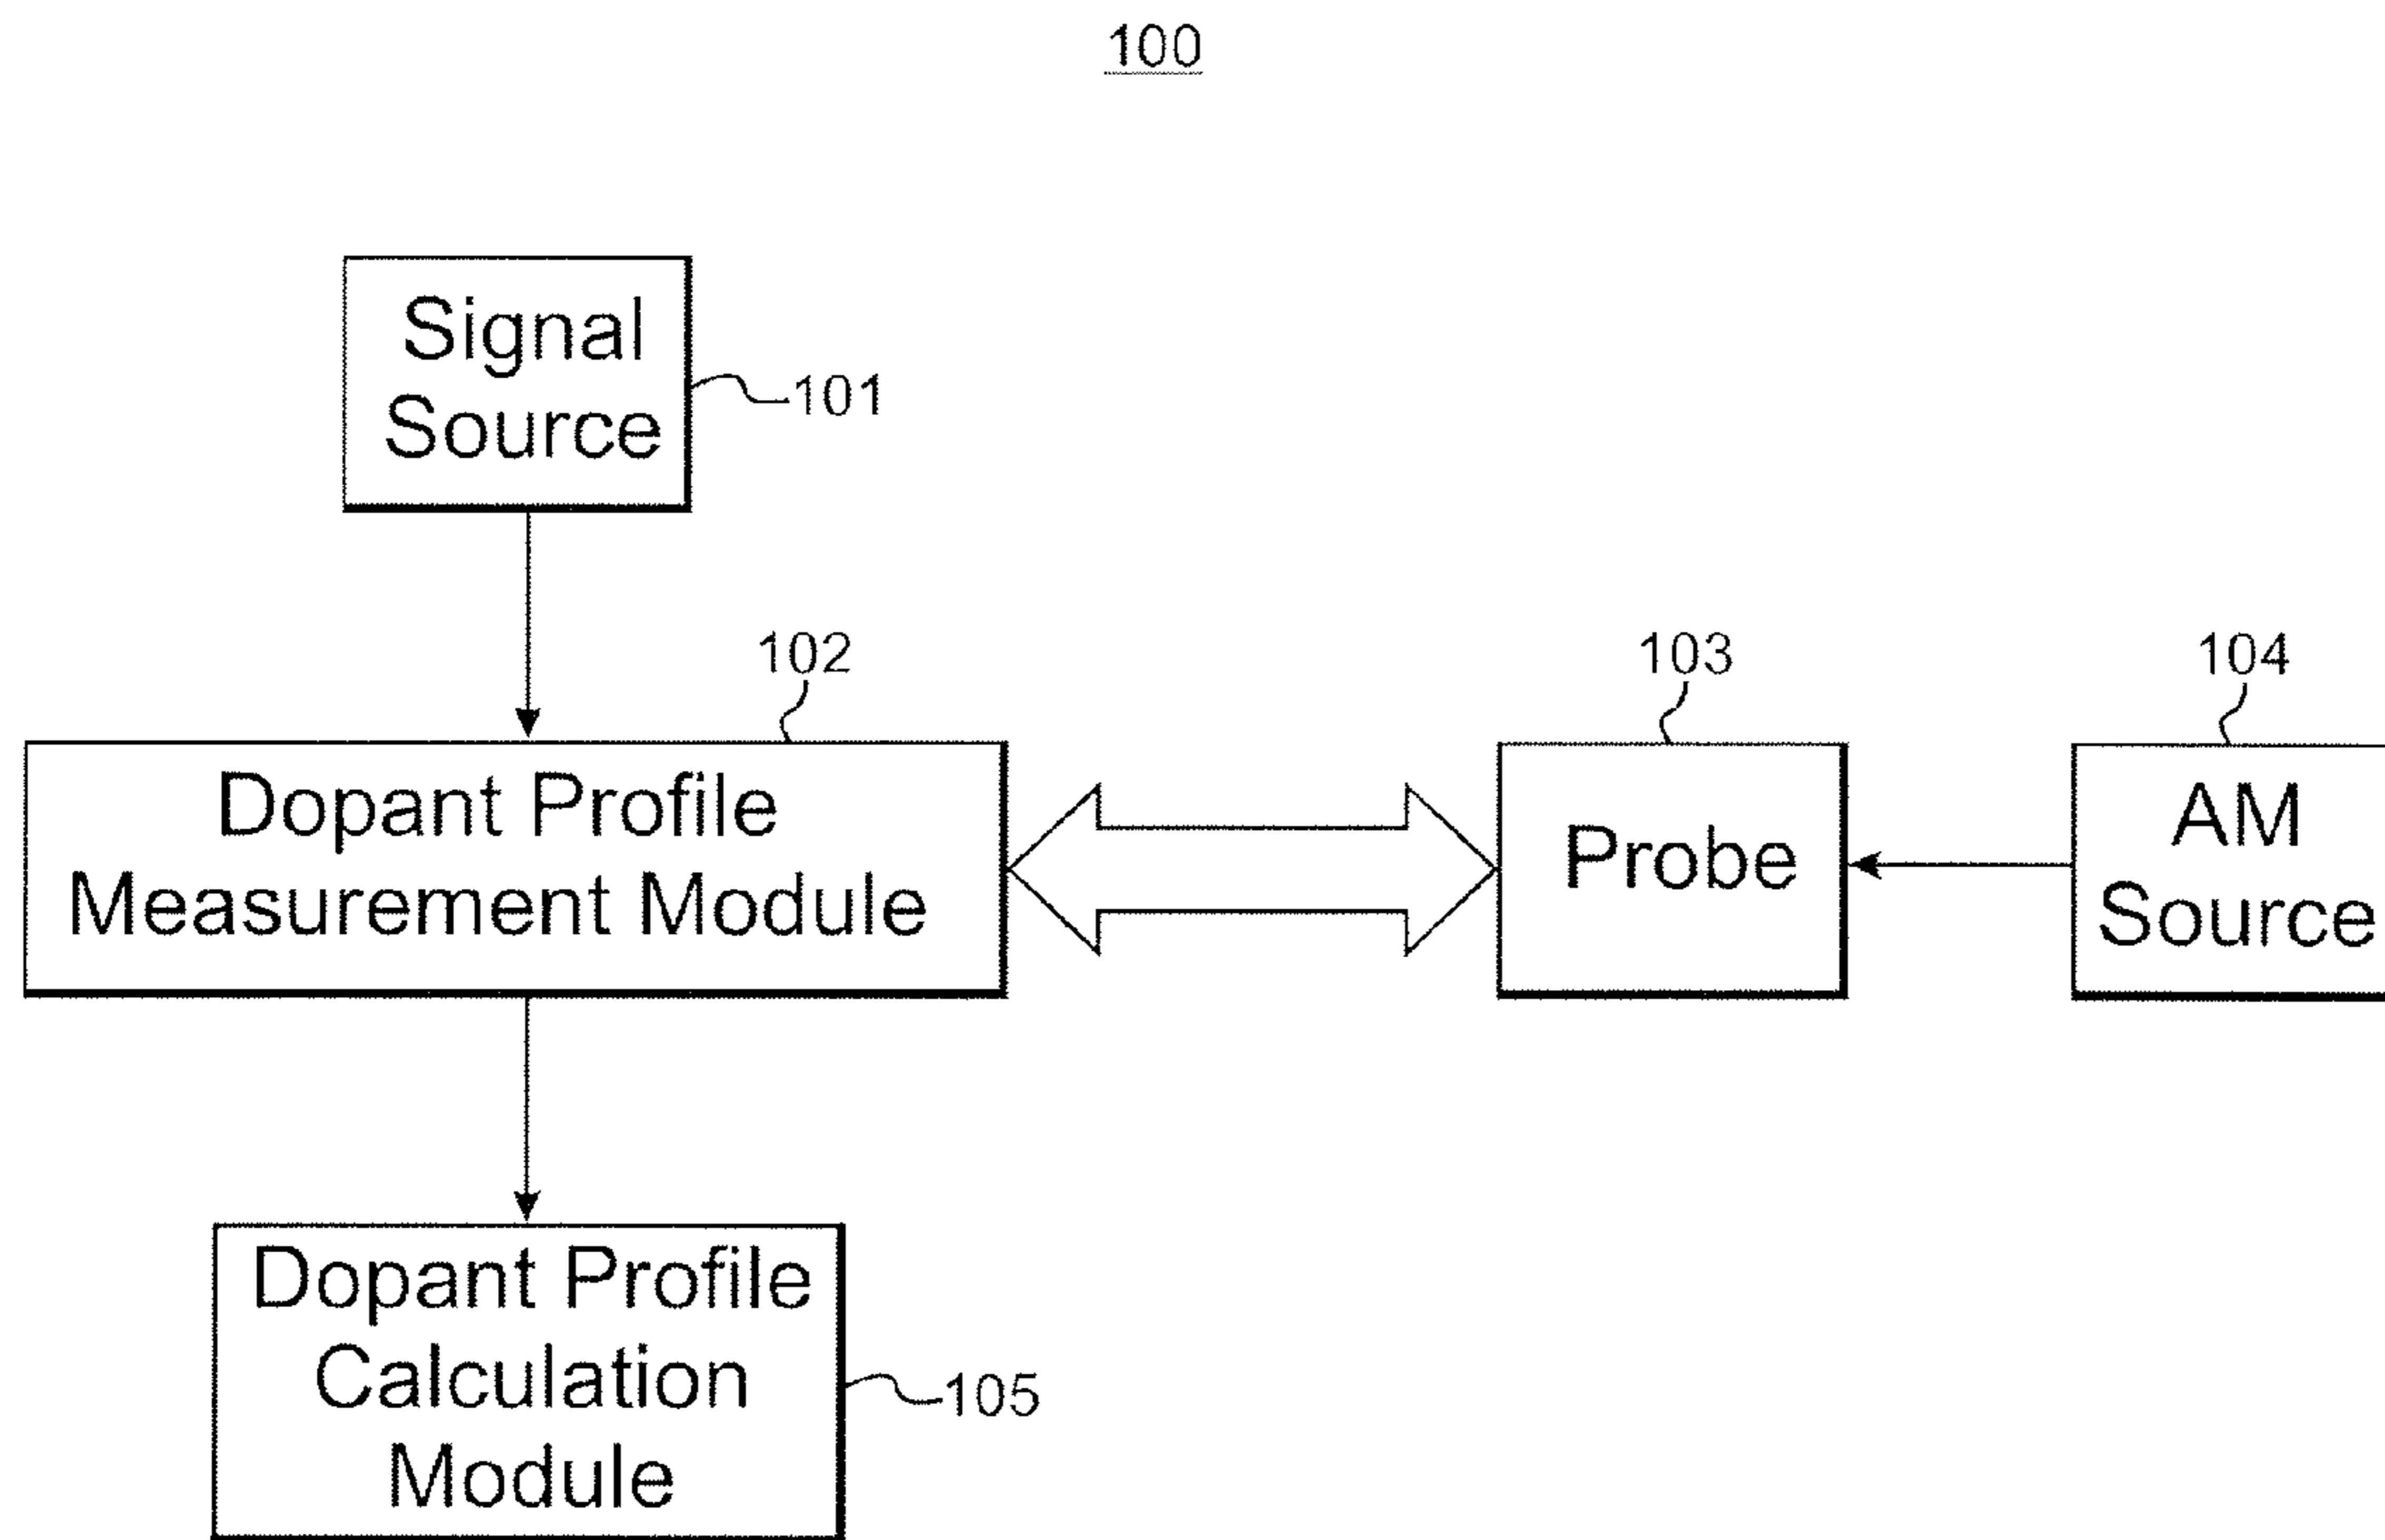 100
Signal
Source
101
102
Dopant Profile
Measurement Module
103
Probe
104
AM
Source
Dopant Profile
Calculation
Module
105